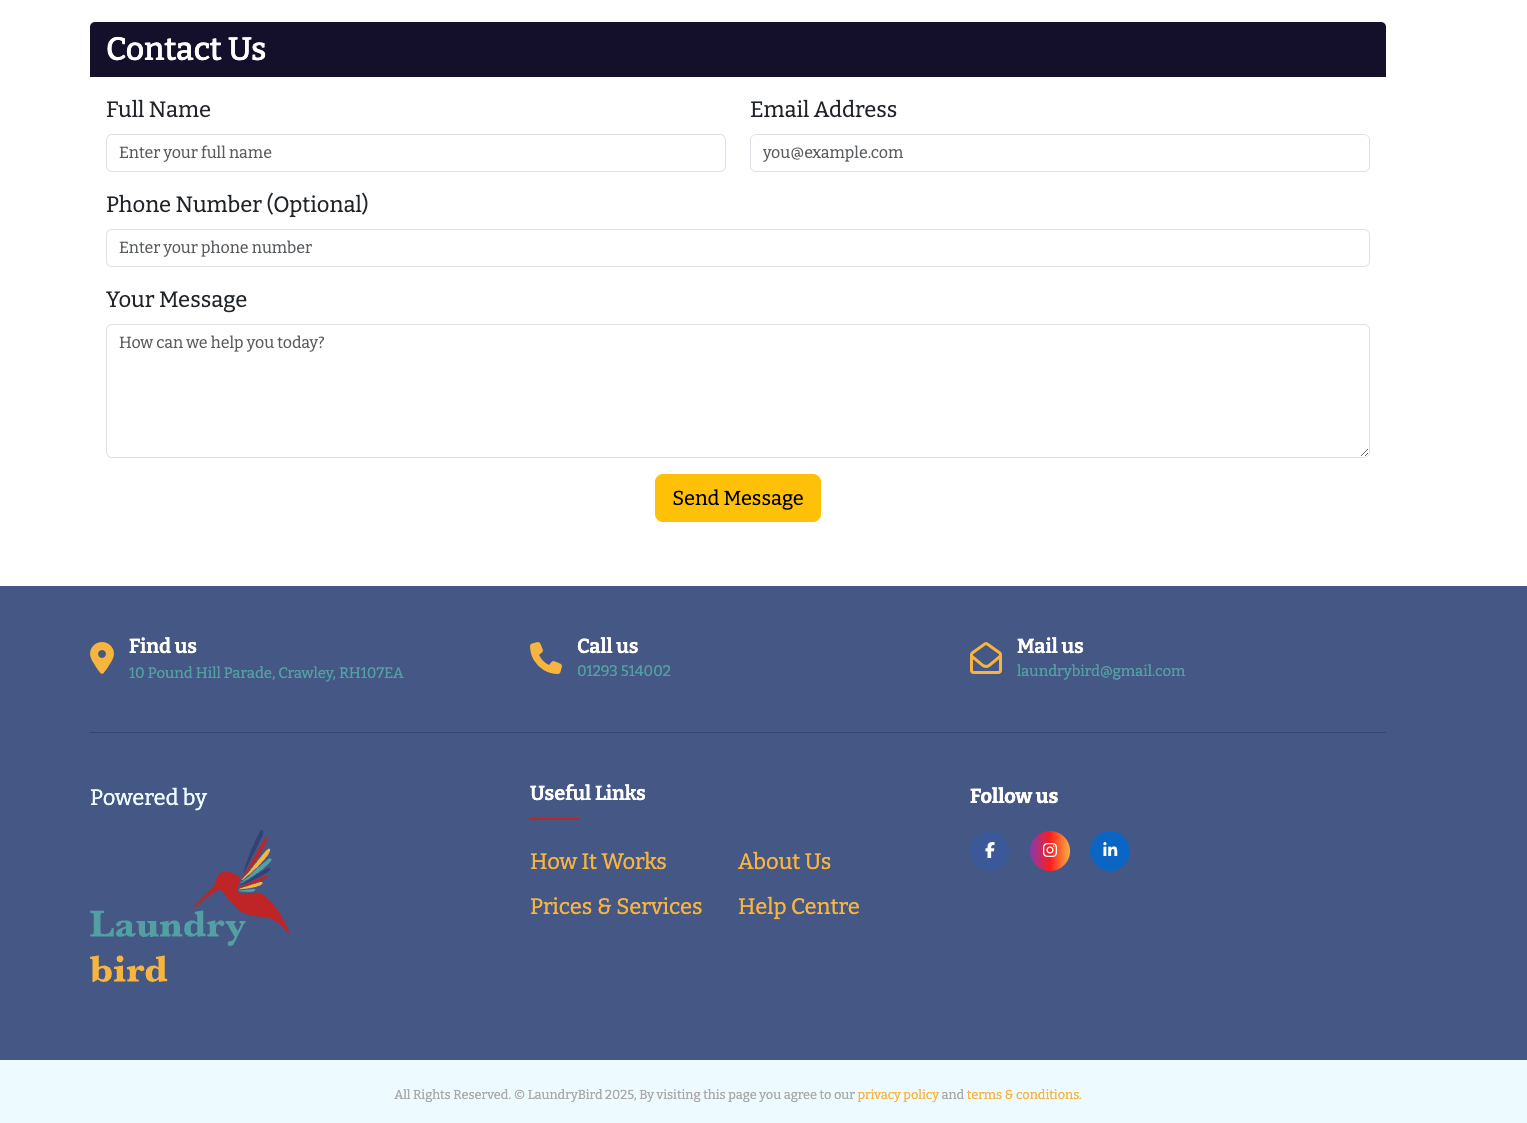 Contact Us
Full Name
Email Address
Enter your full name
you@example.com
Phone Number (Optional)
Enter your phone number
Your Message
How can we help you today?
Send Message
Find us
10 Pound Hill Parade, Crawley, RH107EA
Call us
01293 514002
Mail us
laundrybird@gmail.com
Powered by
Laundry
bird
Useful Links
How It Works
About Us
Prices & Services
Help Centre
Follow us
All Rights Reserved. © LaundryBird 2025, By visiting this page you agree to our privacy policy and terms & conditions.